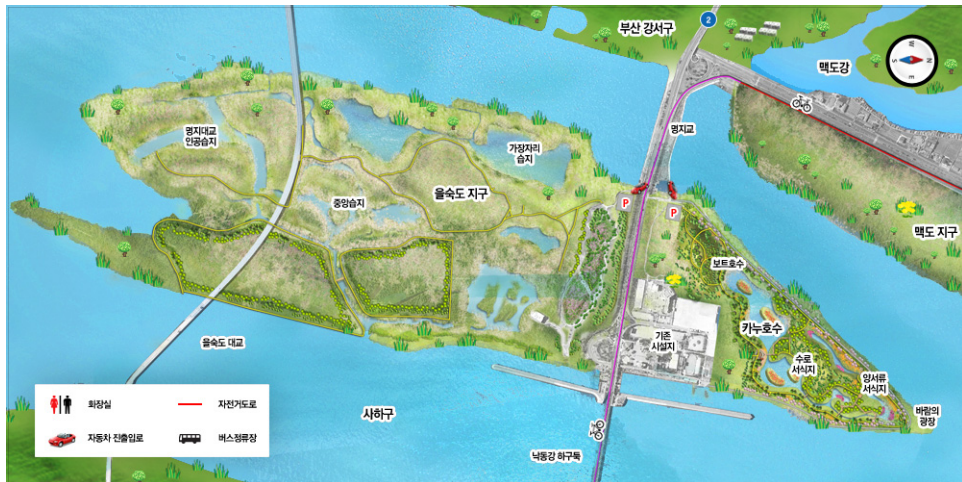 부산 강서구
2
맥도강
W
N
S
E
명지교
명지대교
인공습지
가장자리
습지
을숙도 지구
중앙습지
P
P
맥도 지구
보트호수
카누호수
기존
시설지
수로
서식지
양서류
서식지
바람의
광장
을숙도 대교
사하구
낙동강 하구둑
화장실
자전거도로
자동차 진출입로
버스정류장